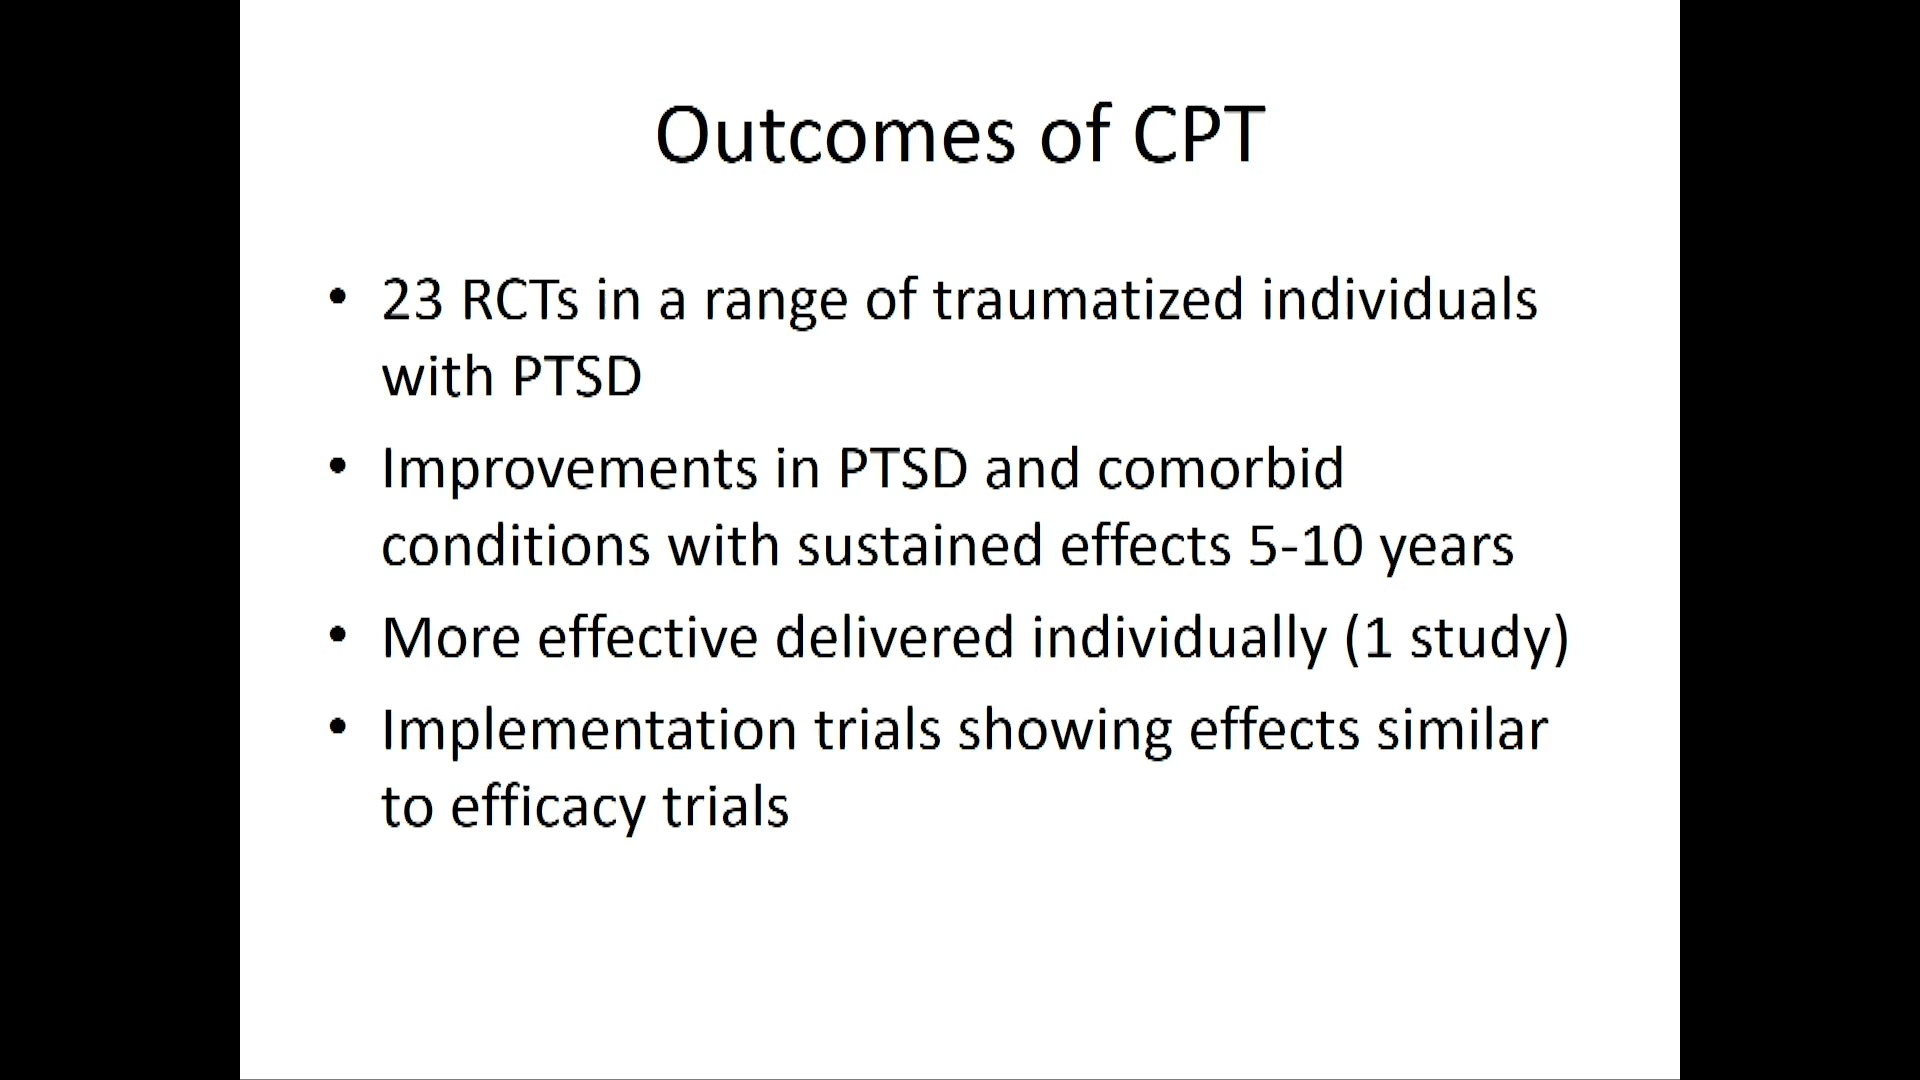 Outcomes of CPT
• 23 RCTs in a range of traumatized individuals
with PTSD
• Improvements in PTSD and comorbid
conditions with sustained effects 5-10 years
• More effective delivered individually (1 study)
• Implementation trials showing effects similar
to efficacy trials